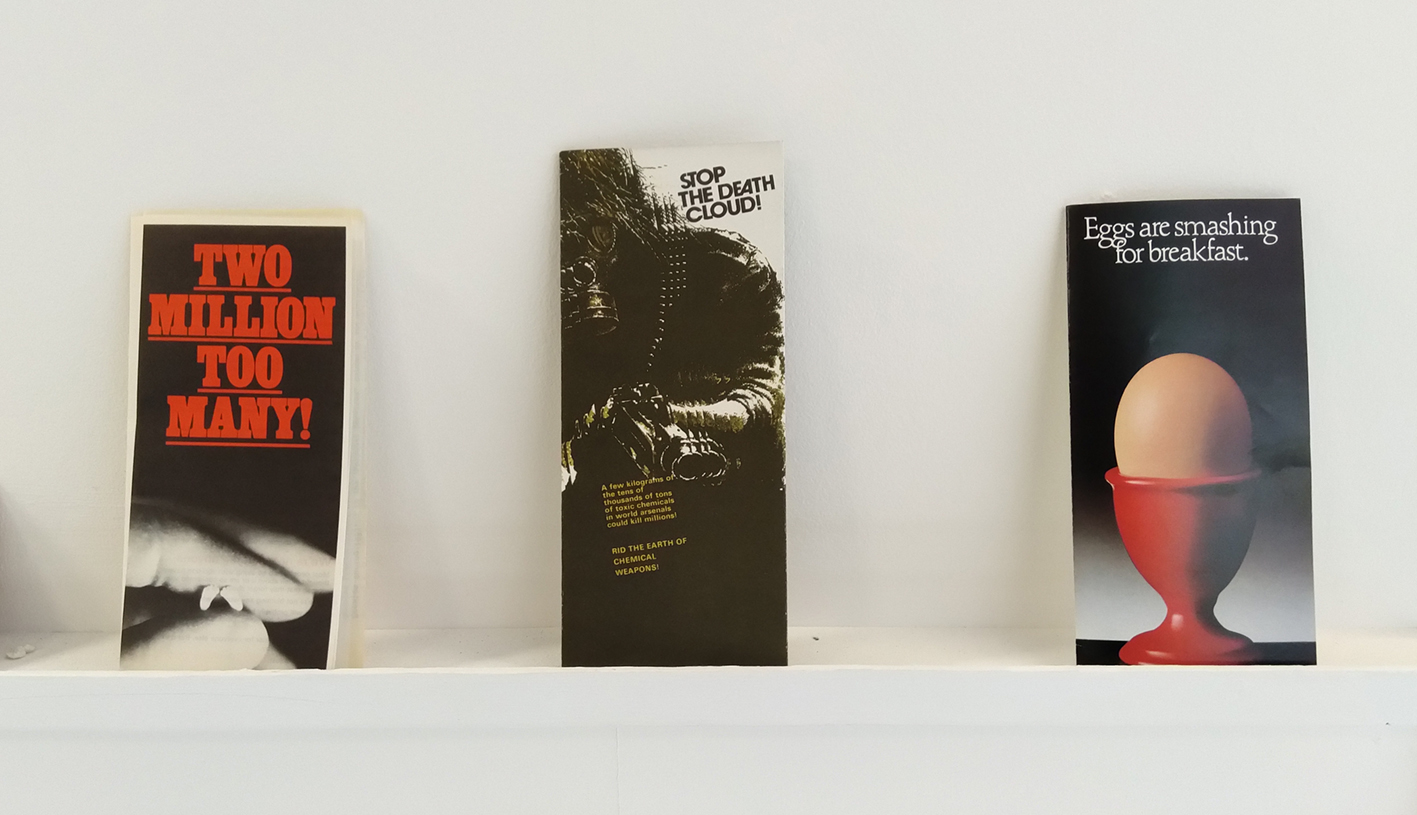 TWO
MILLION
TOO
MANY!
STOP
THE DEATH
CLOUD!
A few kilograms of
the tens of
thousands of tons
of toxic chemicals
in world arsenals
could kill millions!
RID THE EARTH OF
CHEMICAL
WEAPONS!
Eggs are smashing
for breakfast.